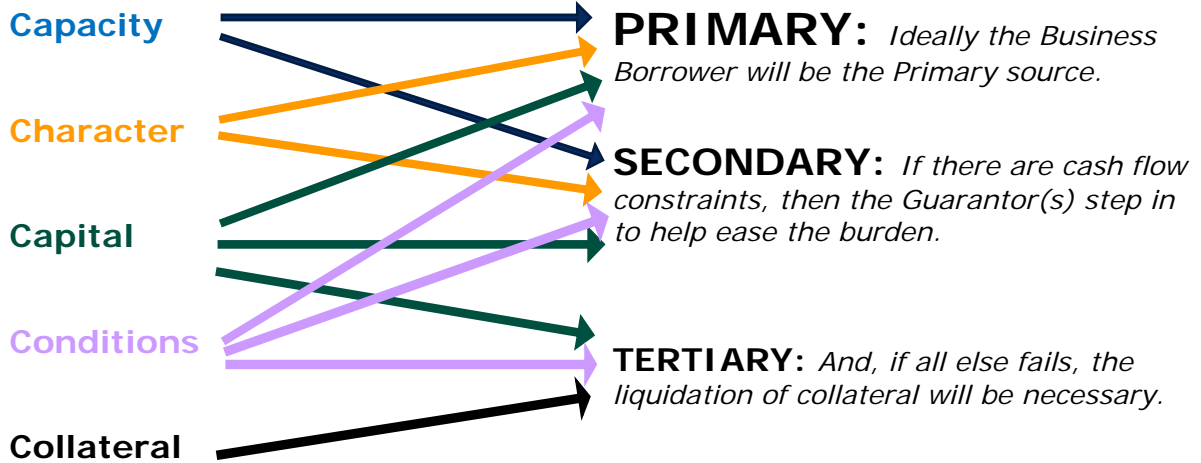 Capacity
Character
Capital
Conditions
Collateral
PRIMARY: Ideally the Business
Borrower will be the Primary source.
SECONDARY: If there are cash flow
constraints, then the Guarantor(s) step in
to help ease the burden.
TERTIARY: And, if all else fails, the
liquidation of collateral will be necessary.